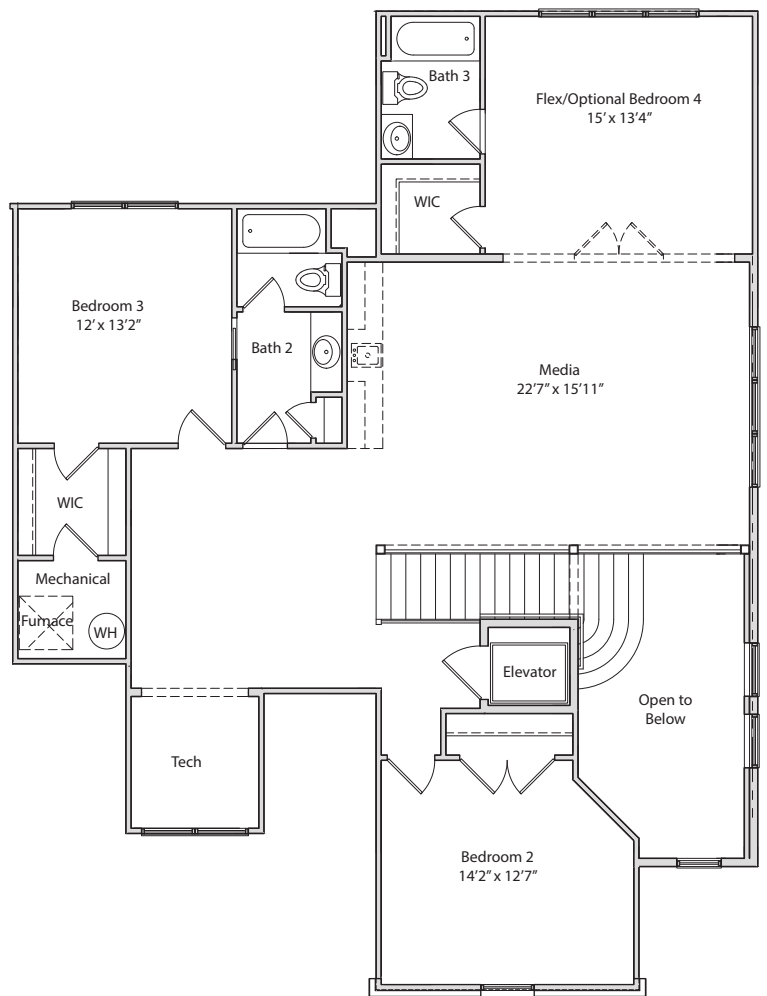 Bath 3
Flex/Optional Bedroom 4
15’ x 13’4”
WIC
Bedroom 3
12’ x 13’2”
Bath 2
Media
22’7” x 15’11”
WIC
Mechanical
Furnace
WH
Elevator
Open to
Below
Tech
Bedroom 2
14’2” x 12’7”